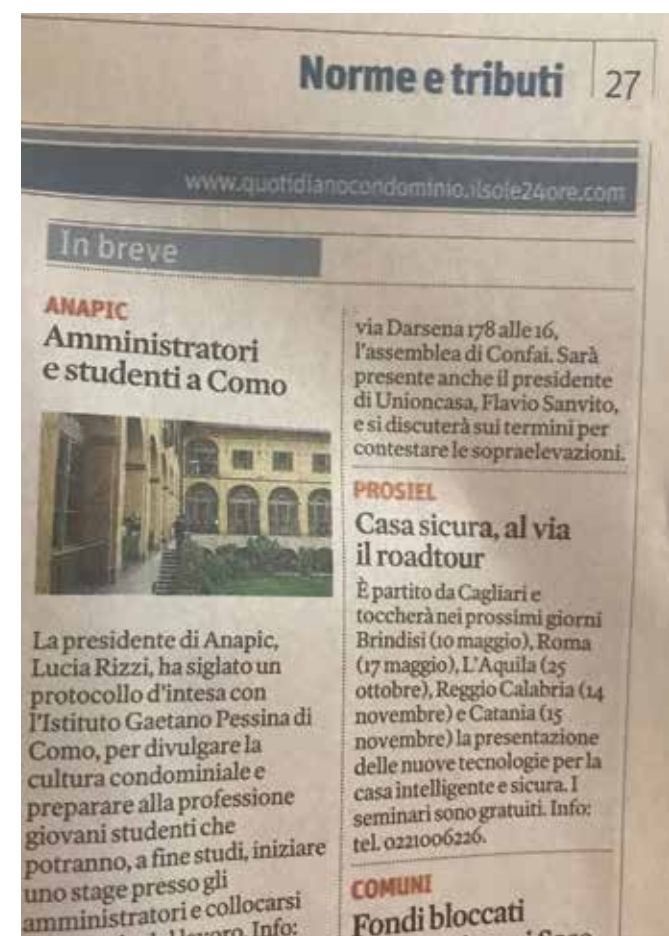 Norme e tributi
27
www.quotidianocondominio.ilsole24ore.com
In breve
ANAPIC
Amministratori
e studenti a Como
La presidente di Anapic,
Lucia Rizzi, ha siglato un
protocollo d'intesa con
l'Istituto Gaetano Pessina di
Como, per divulgare la
cultura condominiale e
preparare alla professione
giovani studenti che
potranno, a fine studi, iniziare
uno stage presso gli
amministratori e collocarsi
lavoro. Info:
via Darsena 178 alle 16,
l'assemblea di Confai. Sarà
presente anche il presidente
di Unioncasa, Flavio Sanvito,
e si discuterà sui termini per
contestare le sopraelevazioni.
PROSIEL
Casa sicura, al via
il roadtour
È partito da Cagliari e
toccherà nei prossimi giorni
Brindisi (10 maggio), Roma
(17 maggio), L'Aquila (25
ottobre), Reggio Calabria (14
novembre) e Catania (15
novembre) la presentazione
delle nuove tecnologie per la
casa intelligente e sicura. I
seminari sono gratuiti. Info:
tel. 0221006226.
COMUNI
Fondi bloccati